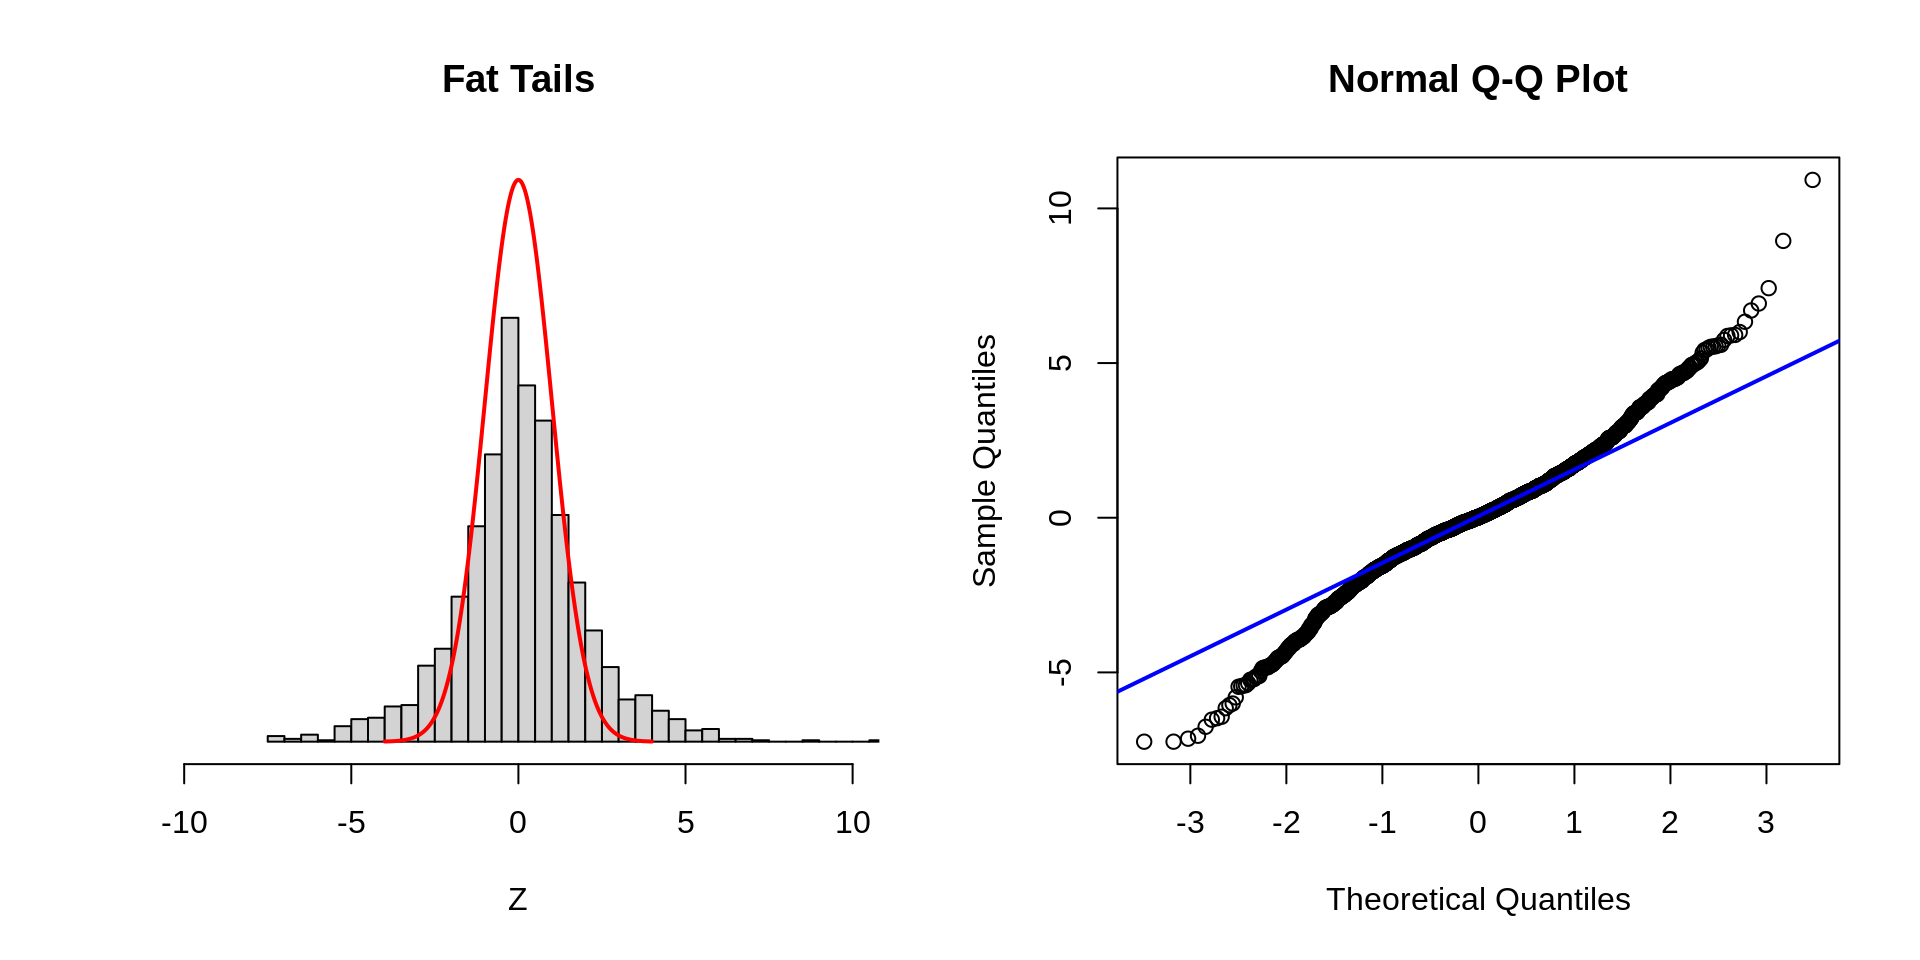 Fat Tails
-10 -5 0 5 10
Z
Normal Q-Q Plot
Sample Quantiles
-5 0 5 10
-3 -2 -1 0 1 2 3
Theoretical Quantiles